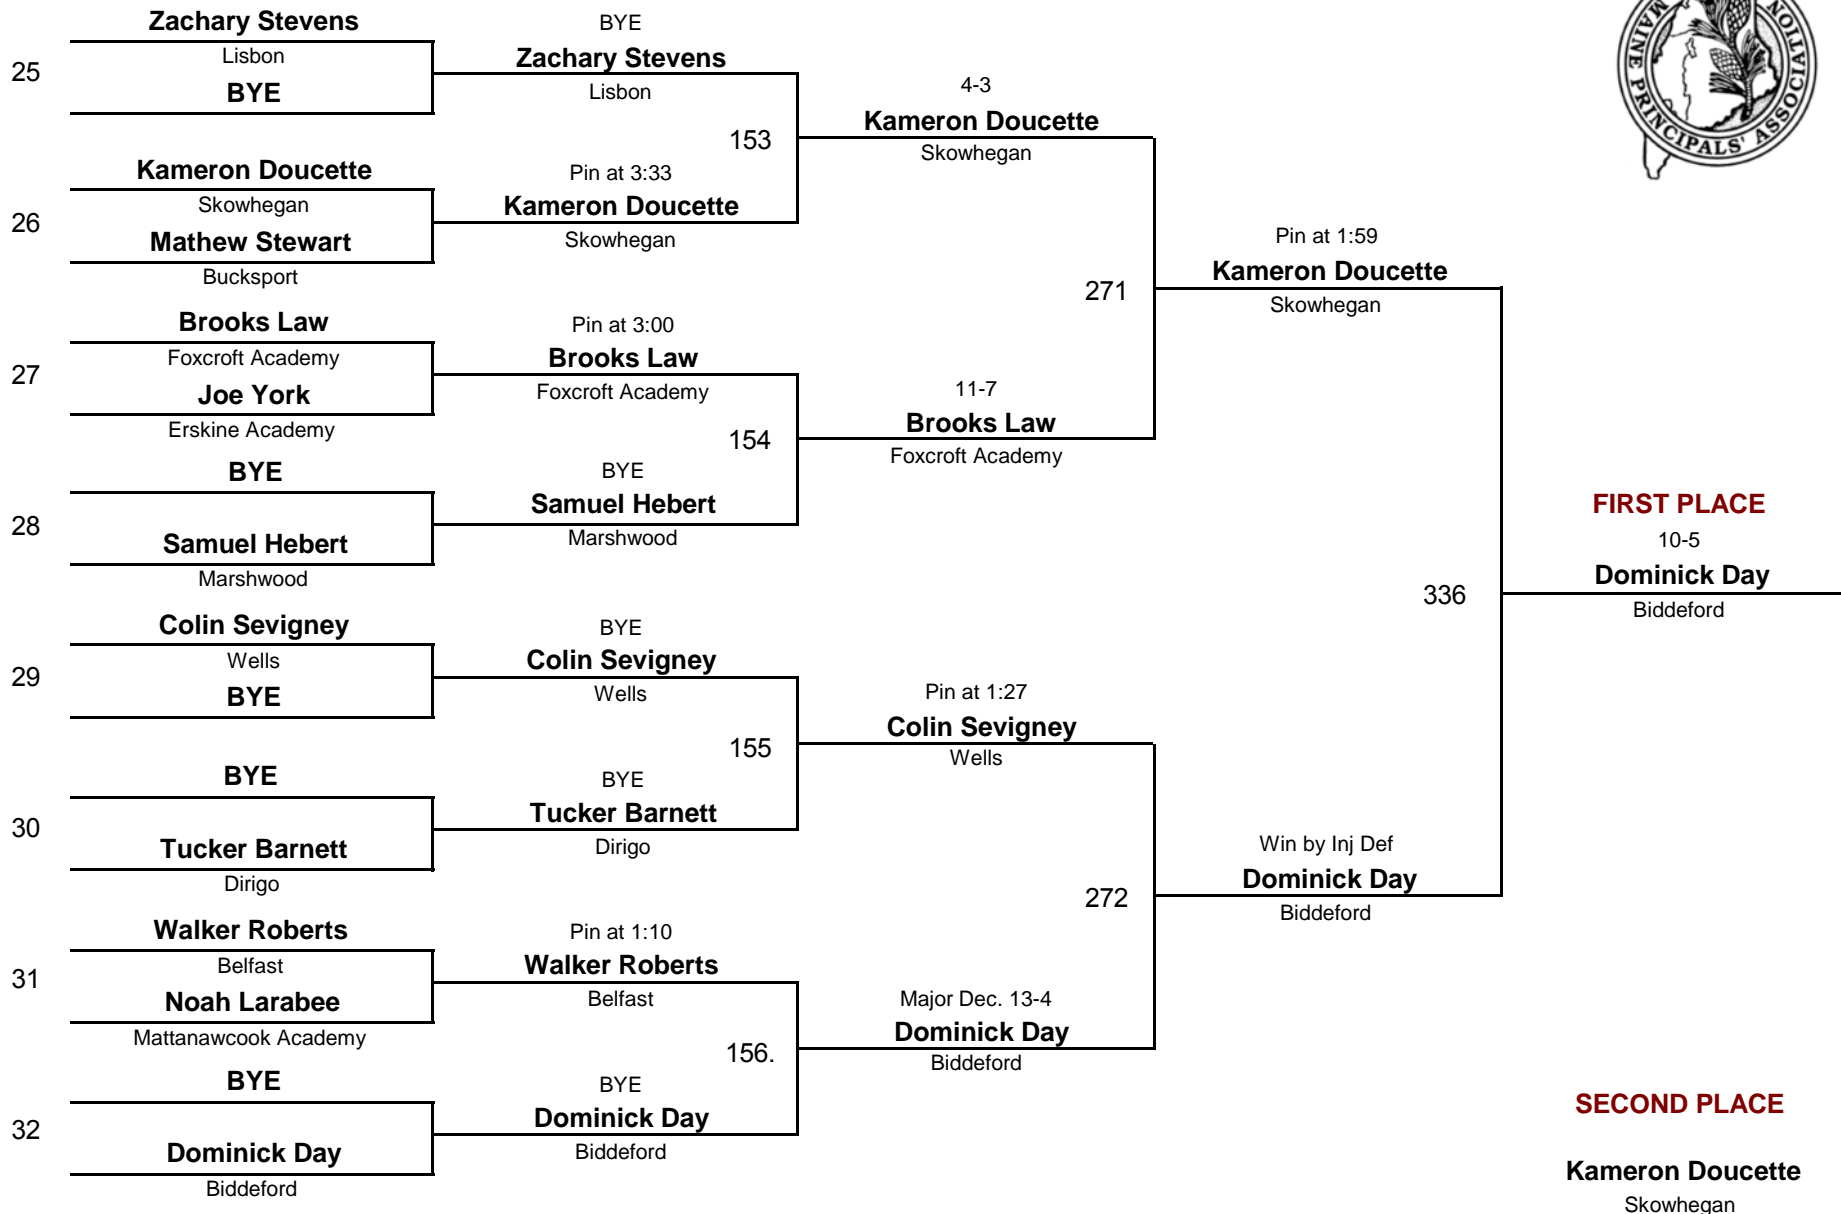 Zachary Stevens
25
Lisbon
BYE
Kameron Doucette
26
Skowhegan
Mathew Stewart
Bucksport
Brooks Law
27
Foxcroft Academy
Joe York
Erskine Academy
BYE
28
Samuel Hebert
Marshwood
Colin Sevigney
29
Wells
BYE
BYE
30
Tucker Barnett
Dirigo
Walker Roberts
31
Belfast
Noah Larabee
Mattanawcook Academy
BYE
32
Dominick Day
Biddeford
BYE
Zachary Stevens
Lisbon
153
Pin at 3:33
Kameron Doucette
Skowhegan
Pin at 3:00
Brooks Law
Foxcroft Academy
154
BYE
Samuel Hebert
Marshwood
BYE
Colin Sevigney
Wells
155
BYE
Tucker Barnett
Dirigo
Pin at 1:10
Walker Roberts
Belfast
156.
BYE
Dominick Day
Biddeford
4-3
Kameron Doucette
Skowhegan
271
11-7
Brooks Law
Foxcroft Academy
Pin at 1:27
Colin Sevigney
Wells
272
Major Dec. 13-4
Dominick Day
Biddeford
Pin at 1:59
Kameron Doucette
Skowhegan
336
Win by Inj Def
Dominick Day
Biddeford
MAINE PRINCIPALS' ASSOCIATION
FIRST PLACE
10-5
Dominick Day
Biddeford
SECOND PLACE
Kameron Doucette
Skowhegan